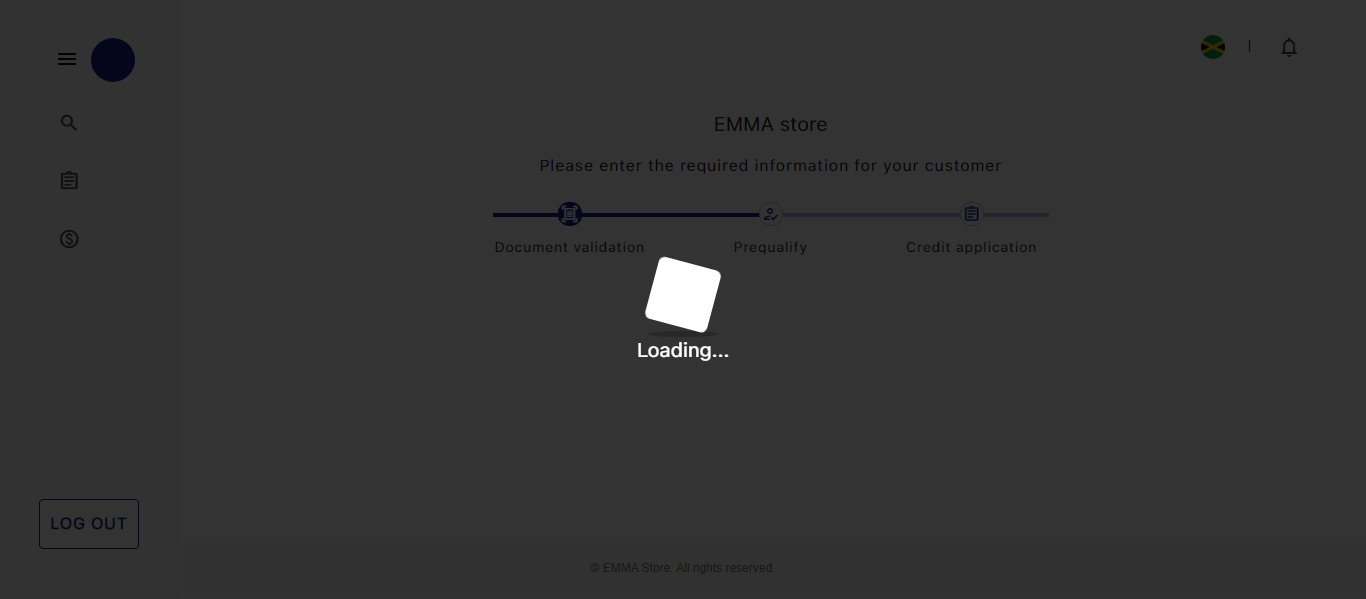 EMMA store
Please enter the required information for your customer
Document validation
Prequalify
Credit application
Loading...
LOG OUT
© EMMA Store. All rights reserved.